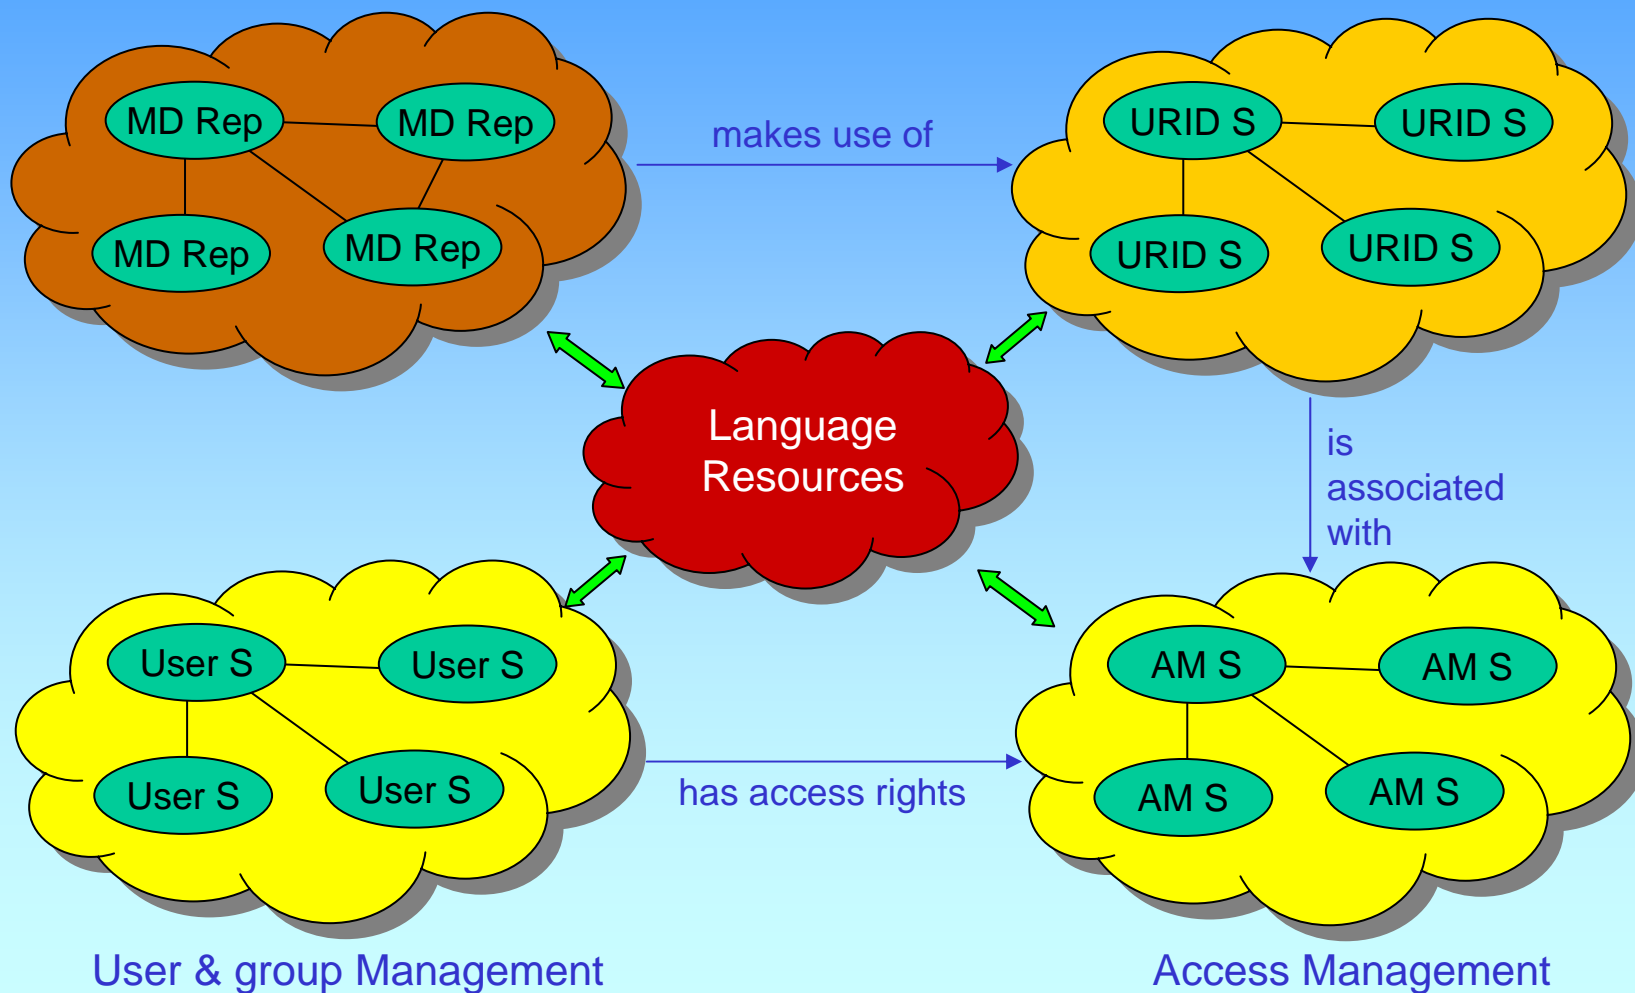 MD Rep
MD Rep
MD Rep
MD Rep
makes use of
URID S
URID S
URID S
URID S
Language
Resources
is
associated
with
User S
User S
User S
User S
has access rights
AM S
AM S
AM S
AM S
User & group Management
Access Management